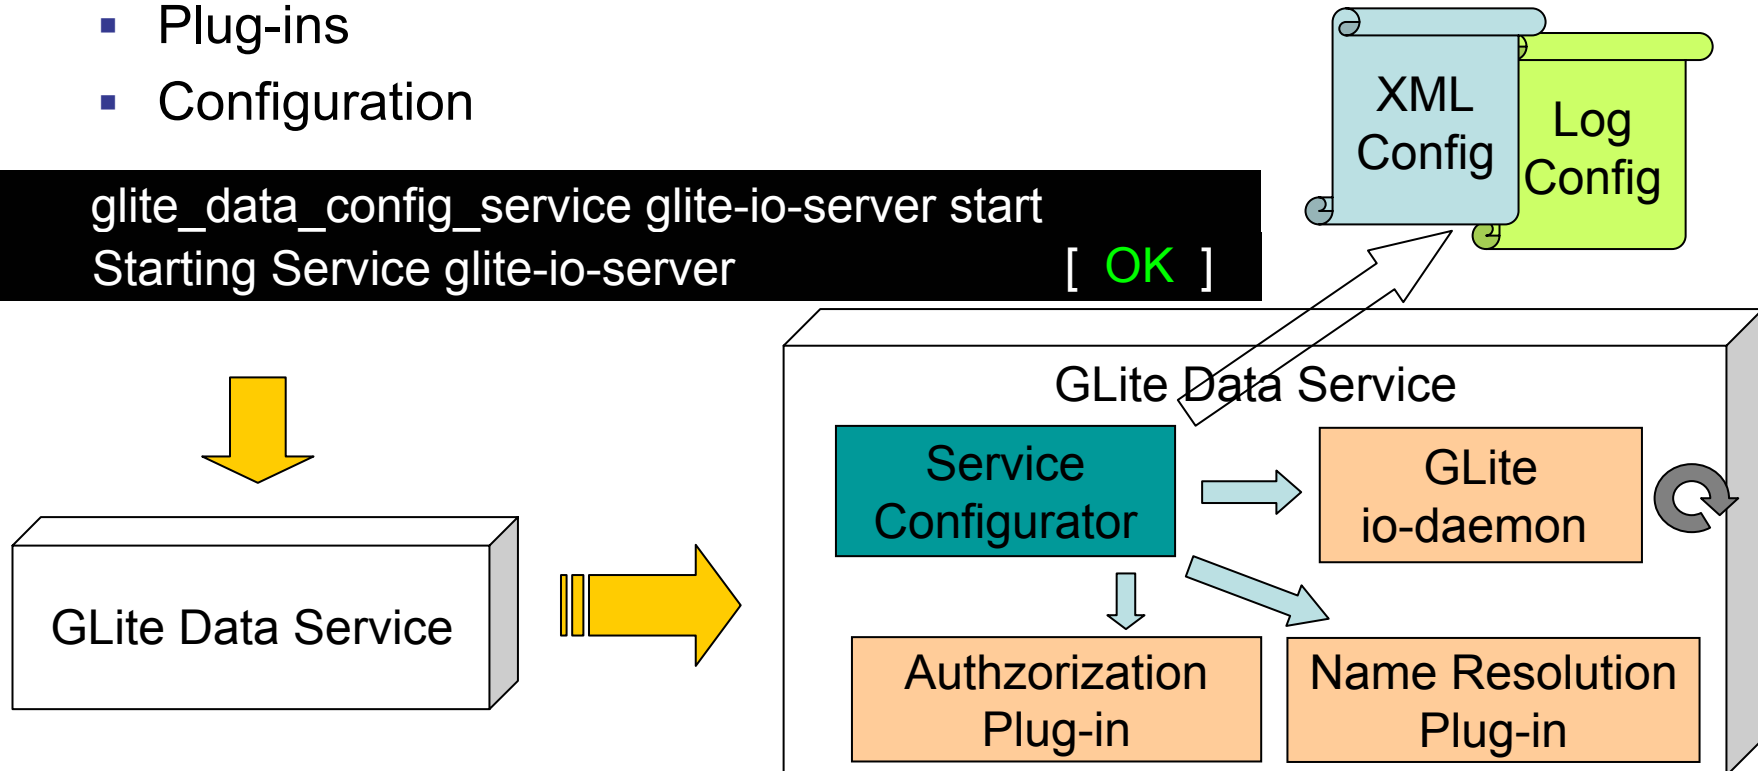 Plug-ins
Configuration
XML
Config
Log
Config
glite_data_config_service glite-io-server start
Starting Service glite-io-server [ OK ]
GLite Data Service
GLite Data Service
Service
Configurator
GLite
io-daemon
Authzorization
Plug-in
Name Resolution
Plug-in